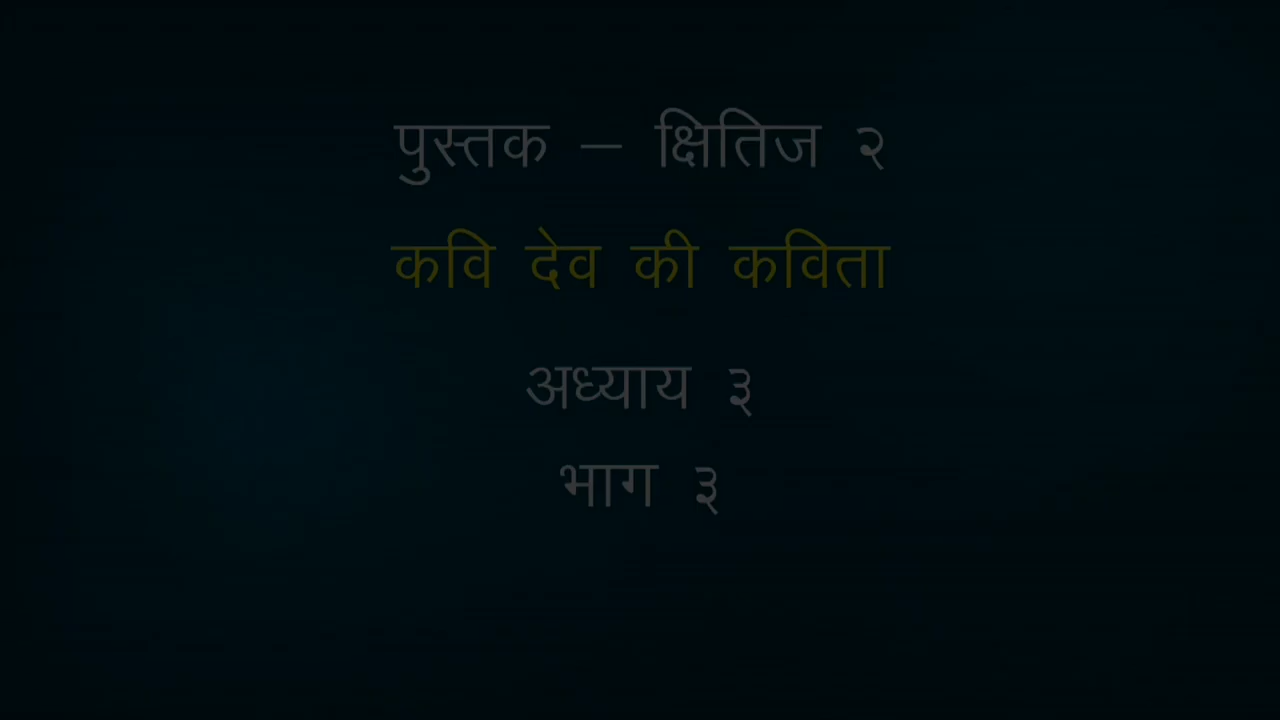 पुस्तक – क्षितिज २
कवि देव की कविता
अध्याय ३
भाग ३